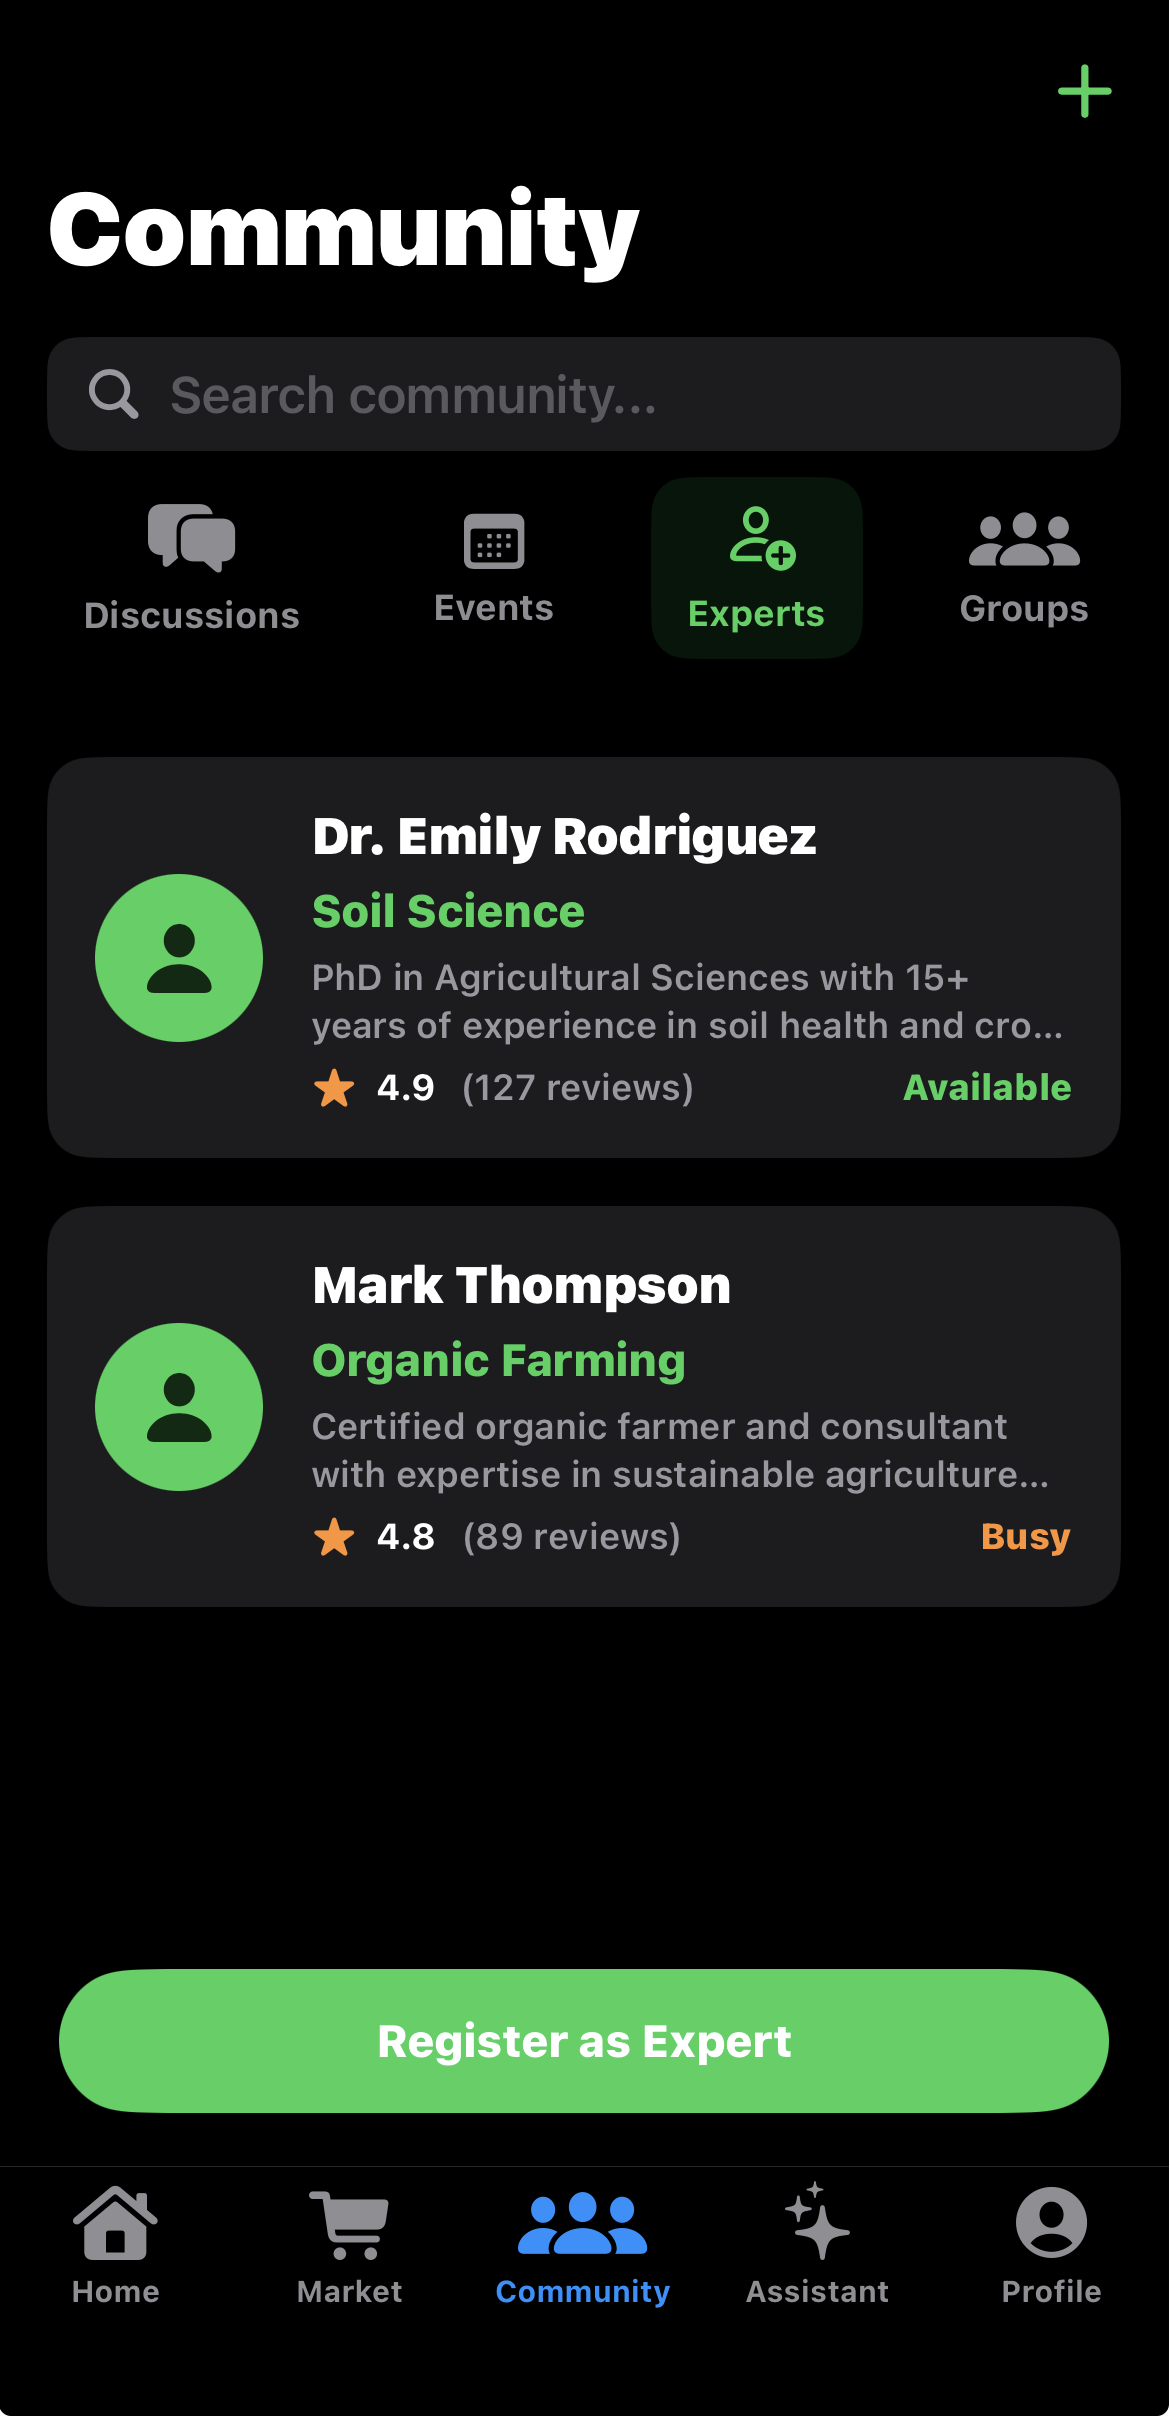 Community
Search community...
Discussions
Events
Experts
Groups
Dr. Emily Rodriguez
Soil Science
PhD in Agricultural Sciences with 15+
years of experience in soil health and cro...
4.9 (127 reviews) Available
Mark Thompson
Organic Farming
Certified organic farmer and consultant
with expertise in sustainable agriculture...
4.8 (89 reviews) Busy
Register as Expert
Home
Market
Community
Assistant
Profile